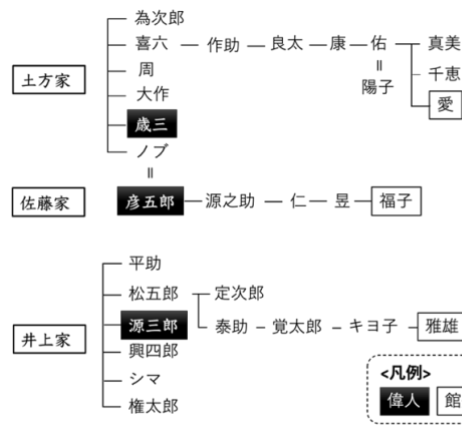 土方家
為次郎
喜六 作助 良太 康 佑 真美
周
大作
歳三
ノブ
陽子
千恵
愛
佐藤家
彦五郎 源之助 仁 昱 福子
井上家
平助
松五郎 定次郎
源三郎 泰助 覚太郎 キヨ子 雅雄
興四郎
シマ
権太郎
<凡例>
偉人 館